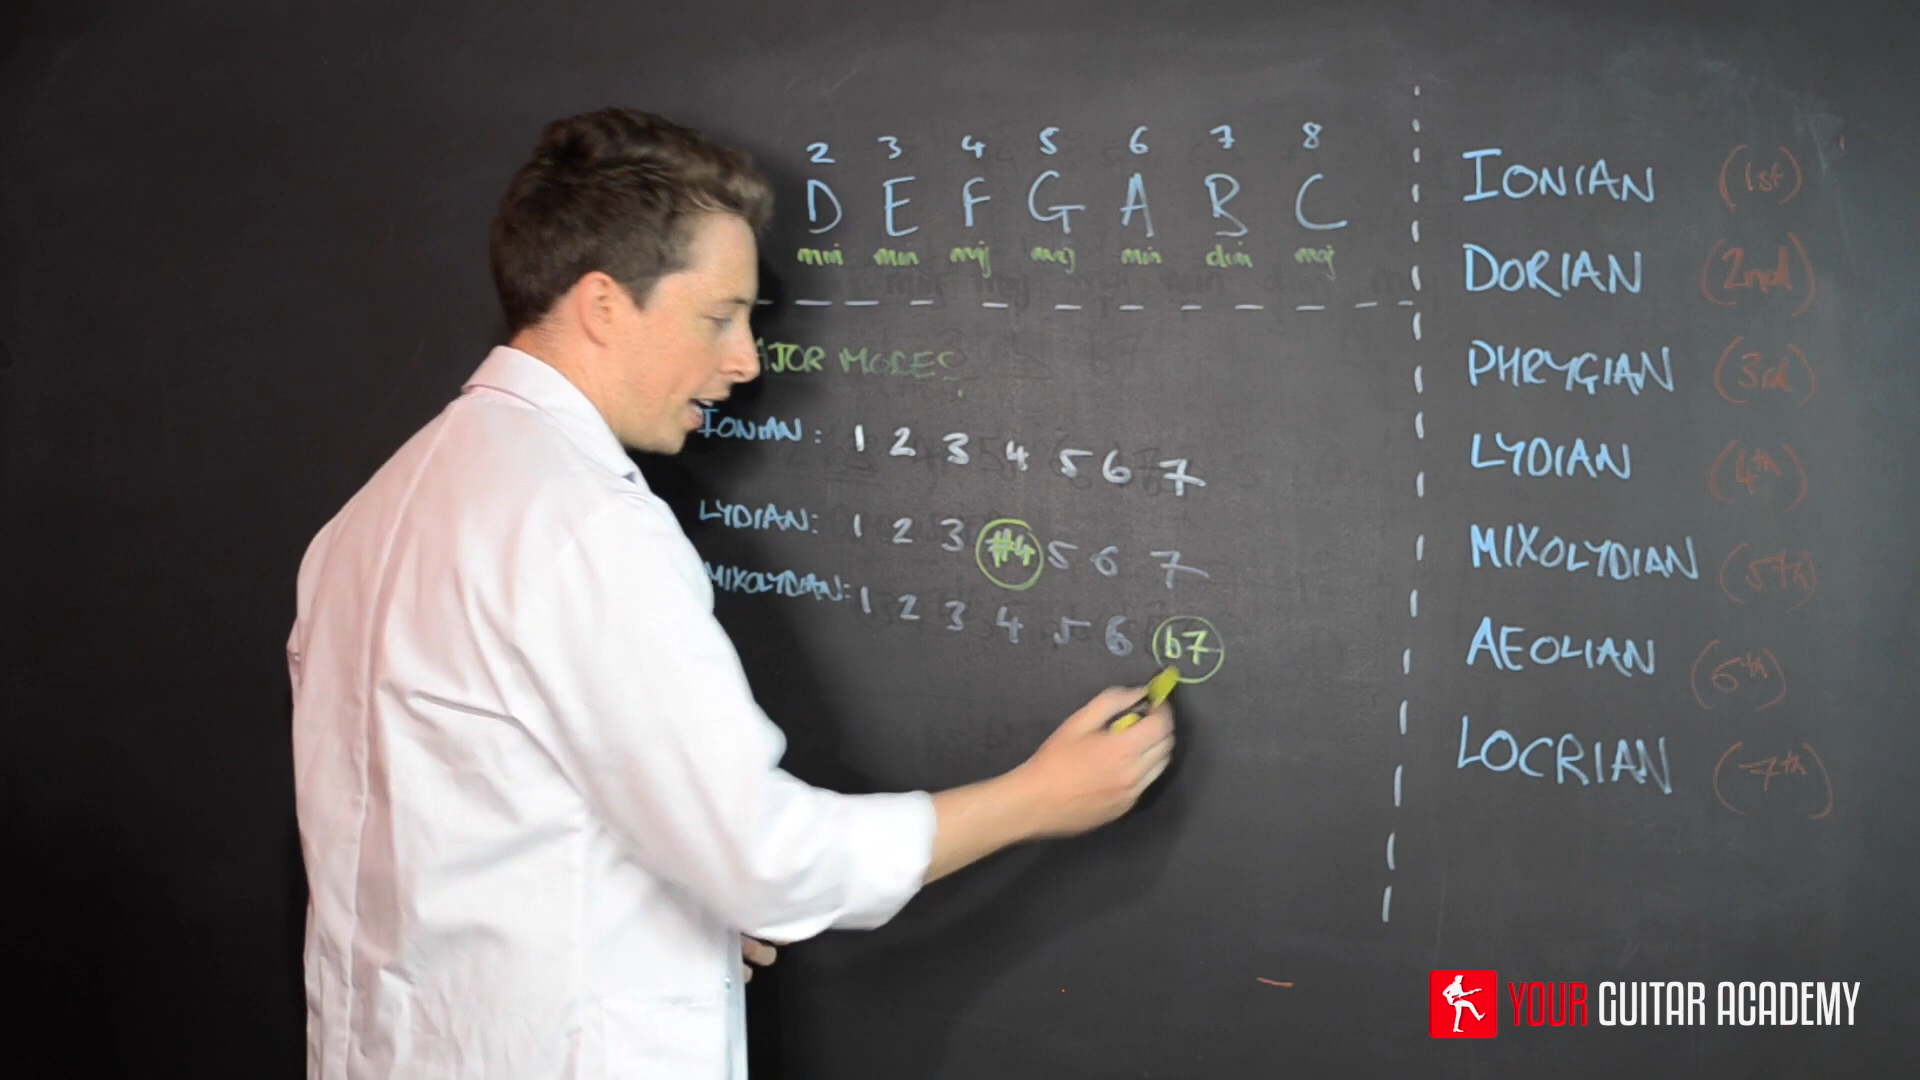 2 3 4 5 6 7 8
D E F G A B C
min min maj maj min dim maj
AJOR MODES
IONIAN: 1 2 3 4 5 6 7
LYDIAN: 1 2 3 #4 5 6 7
MIXOLYDIAN: 1 2 3 4 5 6 b7
IONIAN (1st)
DORIAN (2nd)
PHRYGIAN (3rd)
LYDIAN (4th)
MIXOLYDIAN (5th)
AEOLIAN (6th)
LOCRIAN (7th)
YOUR GUITAR ACADEMY